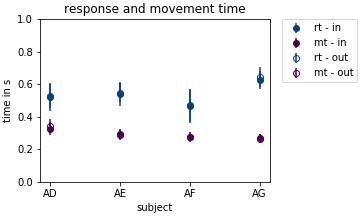 response and movement time
1.0
0.8
0.6
0.4
0.2
0.0
time in s
AD
AE
AF
AG
subject
rt - in
mt - in
rt - out
mt - out